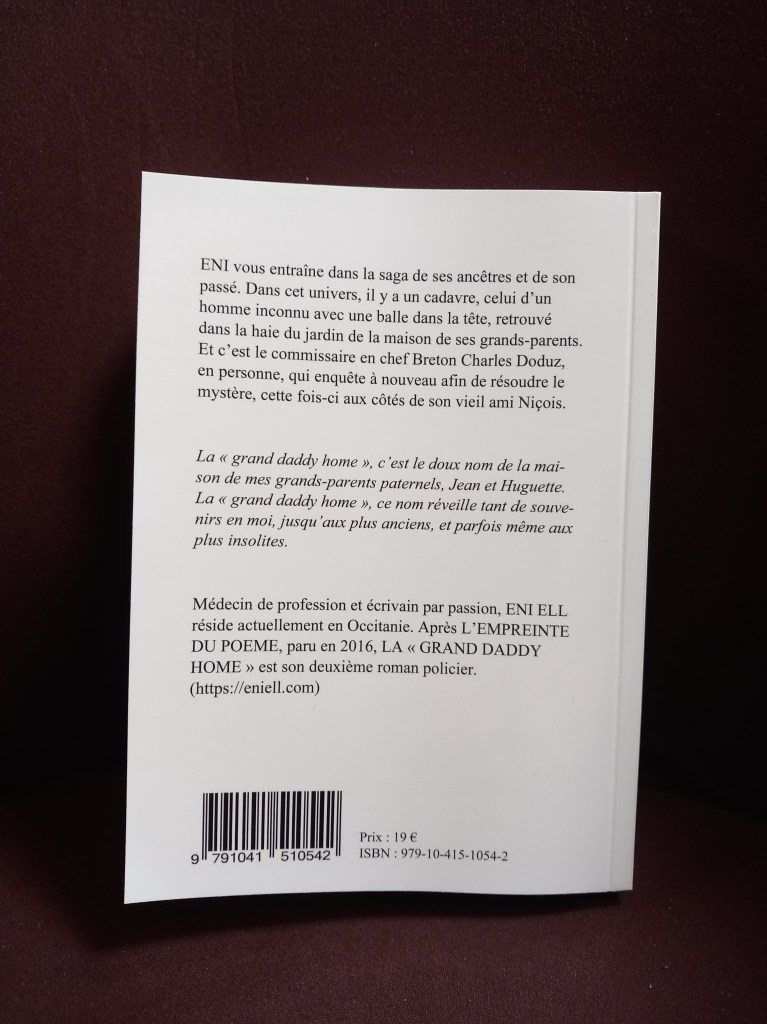 ENI vous entraîne dans la saga de ses ancêtres et de son
passé. Dans cet univers, il y a un cadavre, celui d’un
homme inconnu avec une balle dans la tête, retrouvé
dans la haie du jardin de la maison de ses grands-parents.
Et c’est le commissaire en chef Breton Charles Doduz,
en personne, qui enquête à nouveau afin de résoudre le
mystère, cette fois-ci aux côtés de son vieil ami Niçois.
La « grand daddy home », c’est le doux nom de la mai-
son de mes grands-parents paternels, Jean et Huguette.
La « grand daddy home », ce nom réveille tant de souve-
nirs en moi, jusqu’aux plus anciens, et parfois même aux
plus insolites.
Médecin de profession et écrivain par passion, ENI ELL
réside actuellement en Occitanie. Après L’EMPREINTE
DU POEME, paru en 2016, LA « GRAND DADDY
HOME » est son deuxième roman policier.
(https://eniell.com)
9 791041 510542
Prix : 19 €
ISBN : 979-10-415-1054-2